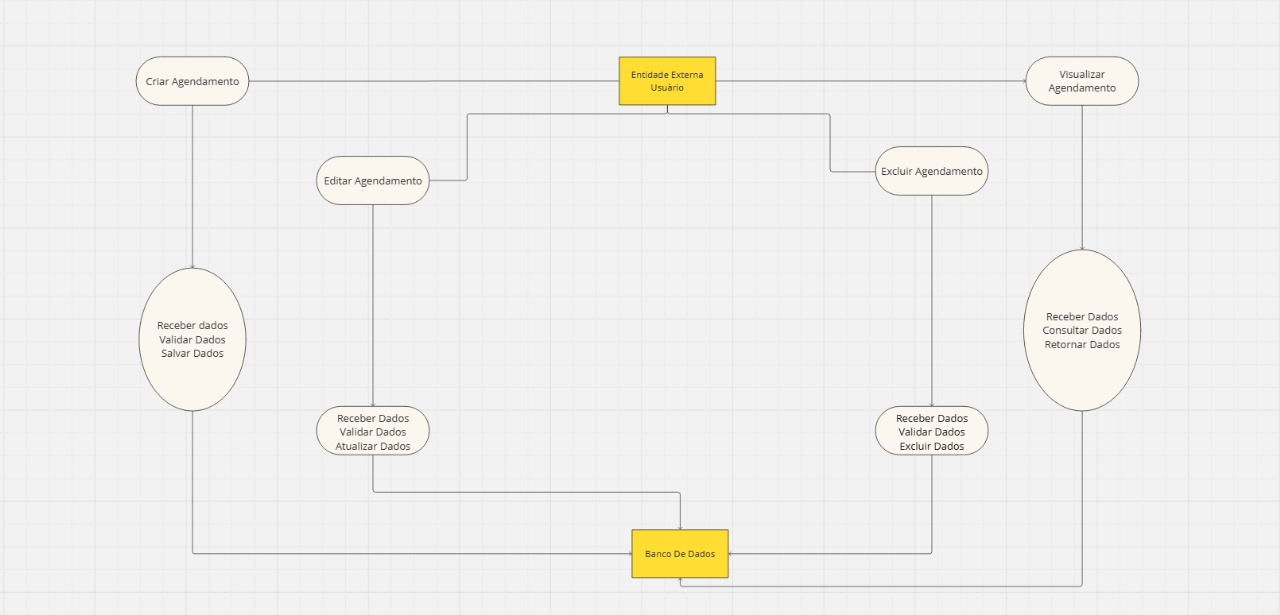 Criar Agendamento
Entidade Externa
Usuàrio
Visualizar
Agendamento
Editar Agendamento
Excluir Agendamento
Receber dados
Validar Dados
Salvar Dados
Receber Dados
Consultar Dados
Retornar Dados
Receber Dados
Validar Dados
Atualizar Dados
Receber Dados
Validar Dados
Excluir Dados
Banco De Dados